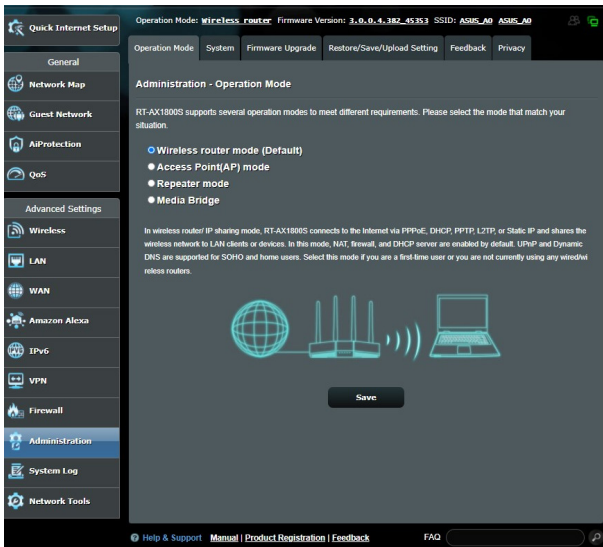 Quick Internet Setup
General
Network Map
Guest Network
AiProtection
QoS
Advanced Settings
Wireless
LAN
WAN
Amazon Alexa
IPv6
VPN
Firewall
Administration
System Log
Network Tools
Operation Mode: Wireless router Firmware Version: 3.0.0.4.382_45353 SSID: ASUS_A0 ASUS_A0
Operation Mode System Firmware Upgrade Restore/Save/Upload Setting Feedback Privacy
Administration - Operation Mode
RT-AX1800S supports several operation modes to meet different requirements. Please select the mode that match your
situation.
Wireless router mode (Default)
Access Point(AP) mode
Repeater mode
Media Bridge
In wireless router/ IP sharing mode, RT-AX1800S connects to the Internet via PPPoE, DHCP, PPTP, L2TP, or Static IP and shares the
wireless network to LAN clients or devices. In this mode, NAT, firewall, and DHCP server are enabled by default. UPnP and Dynamic
DNS are supported for SOHO and home users. Select this mode if you are a first-time user or you are not currently using any wired/wi
reless routers.
Save
Help & Support Manual | Product Registration | Feedback FAQ